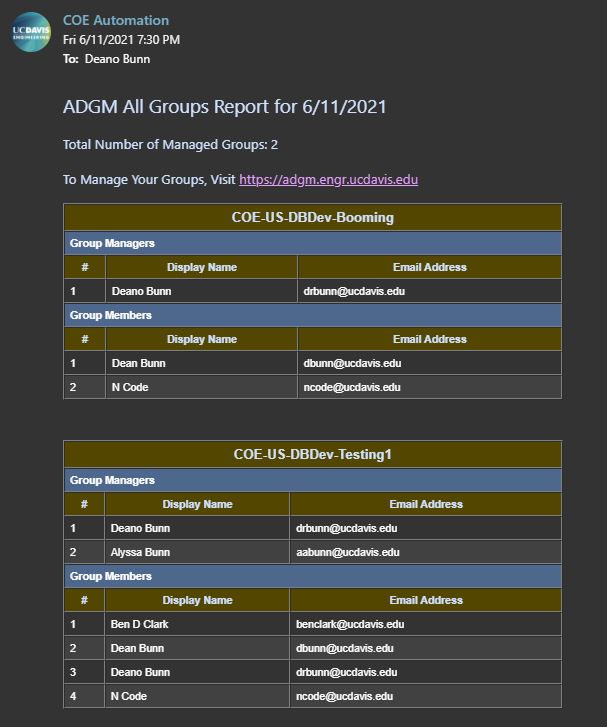 UCDAVIS
ENGINEERING
COE Automation
Fri 6/11/2021 7:30 PM
To: Deano Bunn
ADGM All Groups Report for 6/11/2021
Total Number of Managed Groups: 2
To Manage Your Groups, Visit https://adgm.engr.ucdavis.edu
COE-US-DBDev-Booming
Group Managers
# Display Name Email Address
1 Deano Bunn drbunn@ucdavis.edu
Group Members
# Display Name Email Address
1 Dean Bunn dbunn@ucdavis.edu
2 N Code ncode@ucdavis.edu
COE-US-DBDev-Testing1
Group Managers
# Display Name Email Address
1 Deano Bunn drbunn@ucdavis.edu
2 Alyssa Bunn aabunn@ucdavis.edu
Group Members
# Display Name Email Address
1 Ben D Clark benclark@ucdavis.edu
2 Dean Bunn dbunn@ucdavis.edu
3 Deano Bunn drbunn@ucdavis.edu
4 N Code ncode@ucdavis.edu